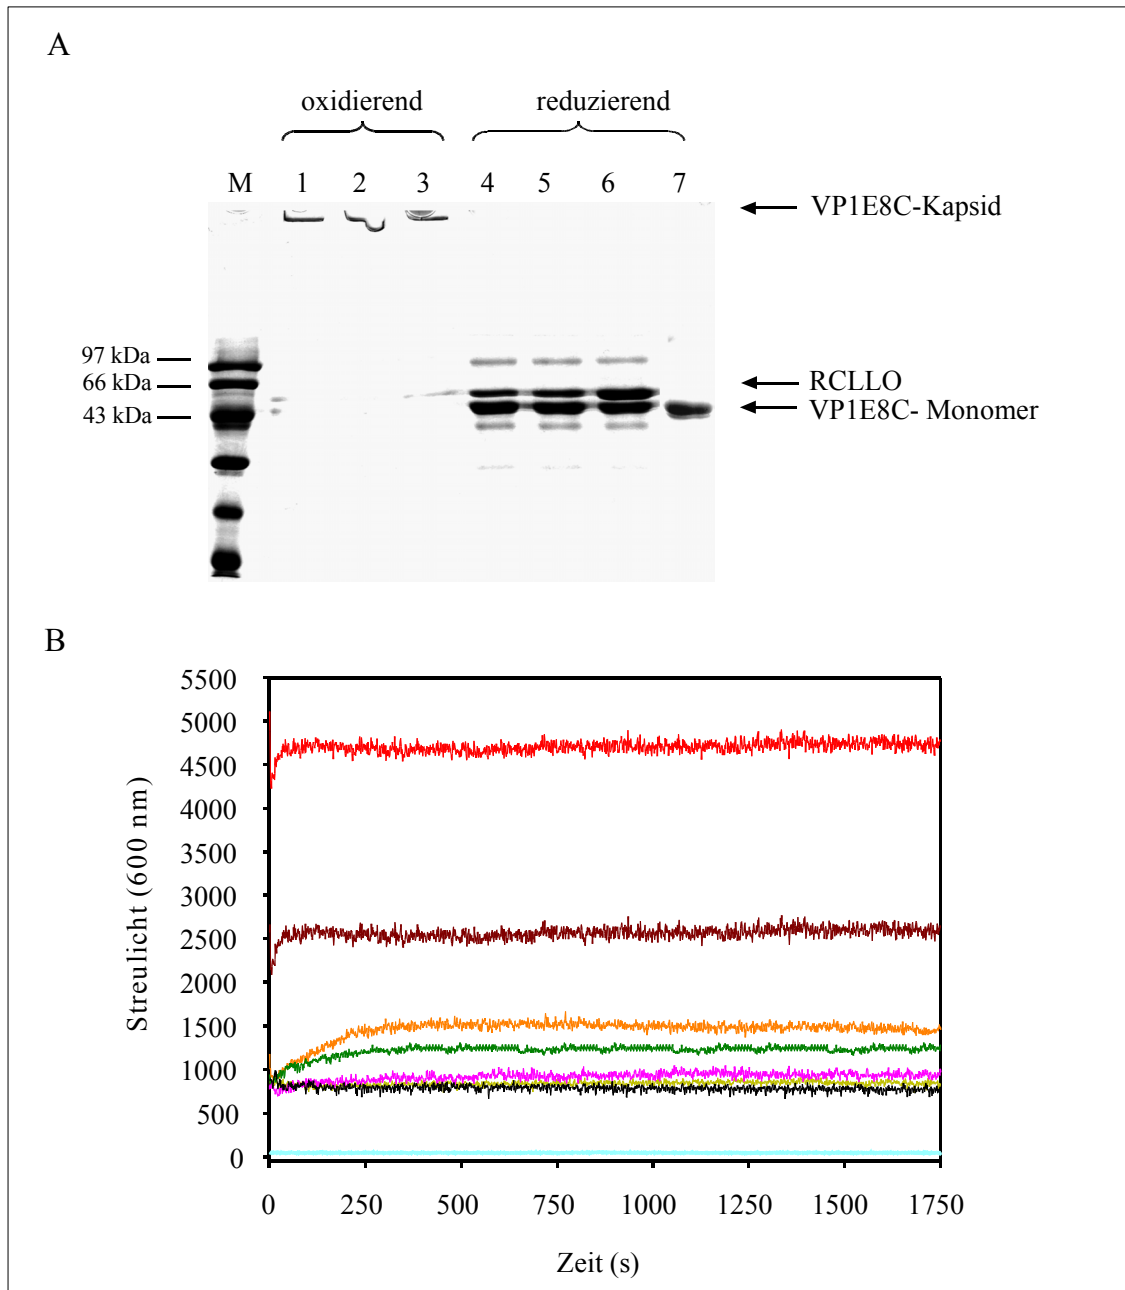 A
oxidierend reduzierend
M 1 2 3 4 5 6 7
VP1E8C-Kapsid
97 kDa
66 kDa
43 kDa
RCLLO
VP1E8C- Monomer
B
5500
5000
4500
4000
3500
3000
2500
2000
1500
1000
500
0
Streulicht (600 nm)
0 250 500 750 1000 1250 1500 1750
Zeit (s)